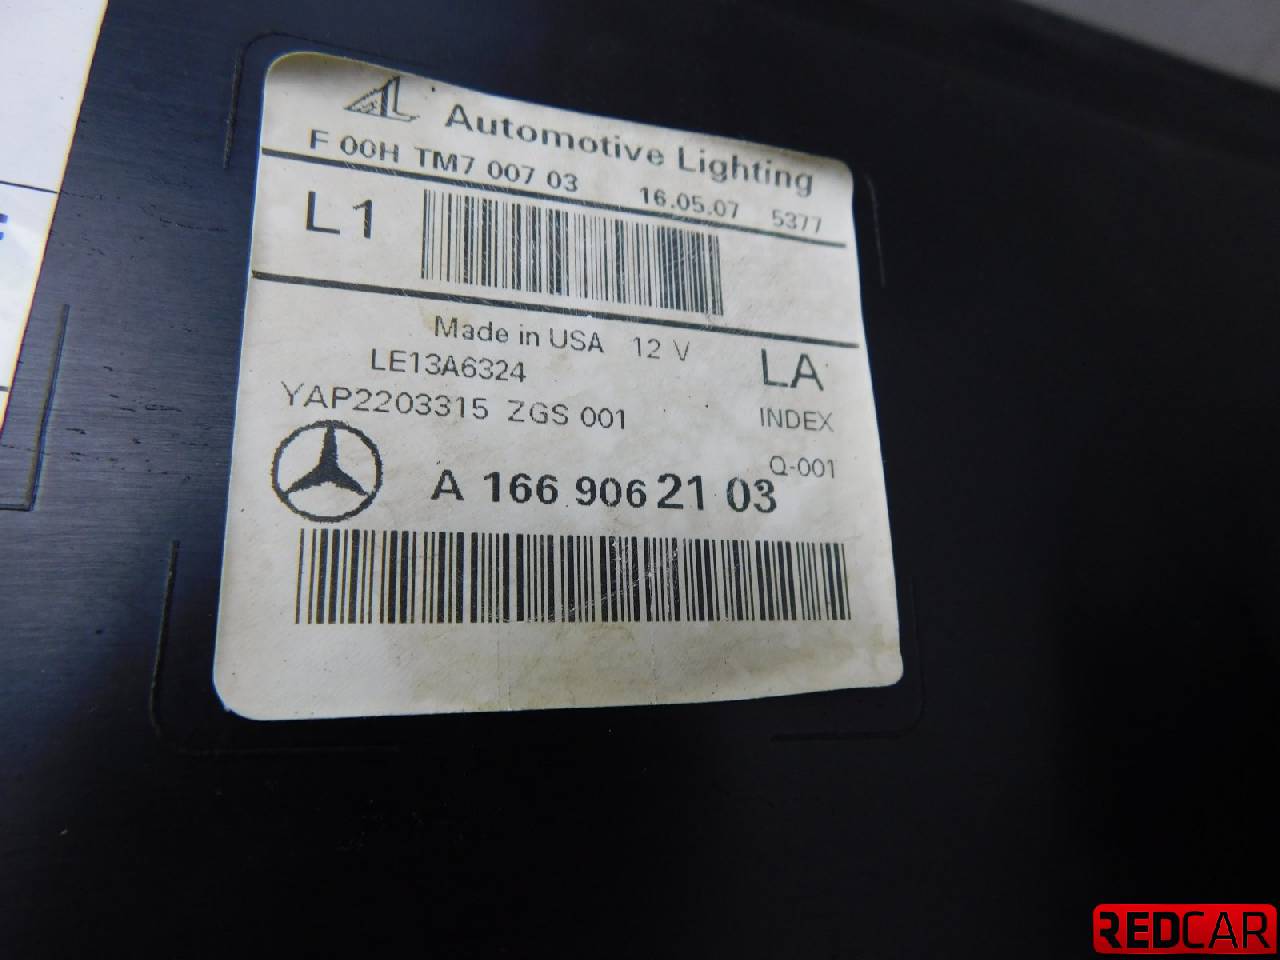 AL Automotive Lighting
F 00H TM7 007 03 16.05.07 5377
L1
Made in USA 12 V
LE13A6324
LA
YAP2203315 ZGS 001
INDEX
Q-001
A 166 906 21 03
REDCAR